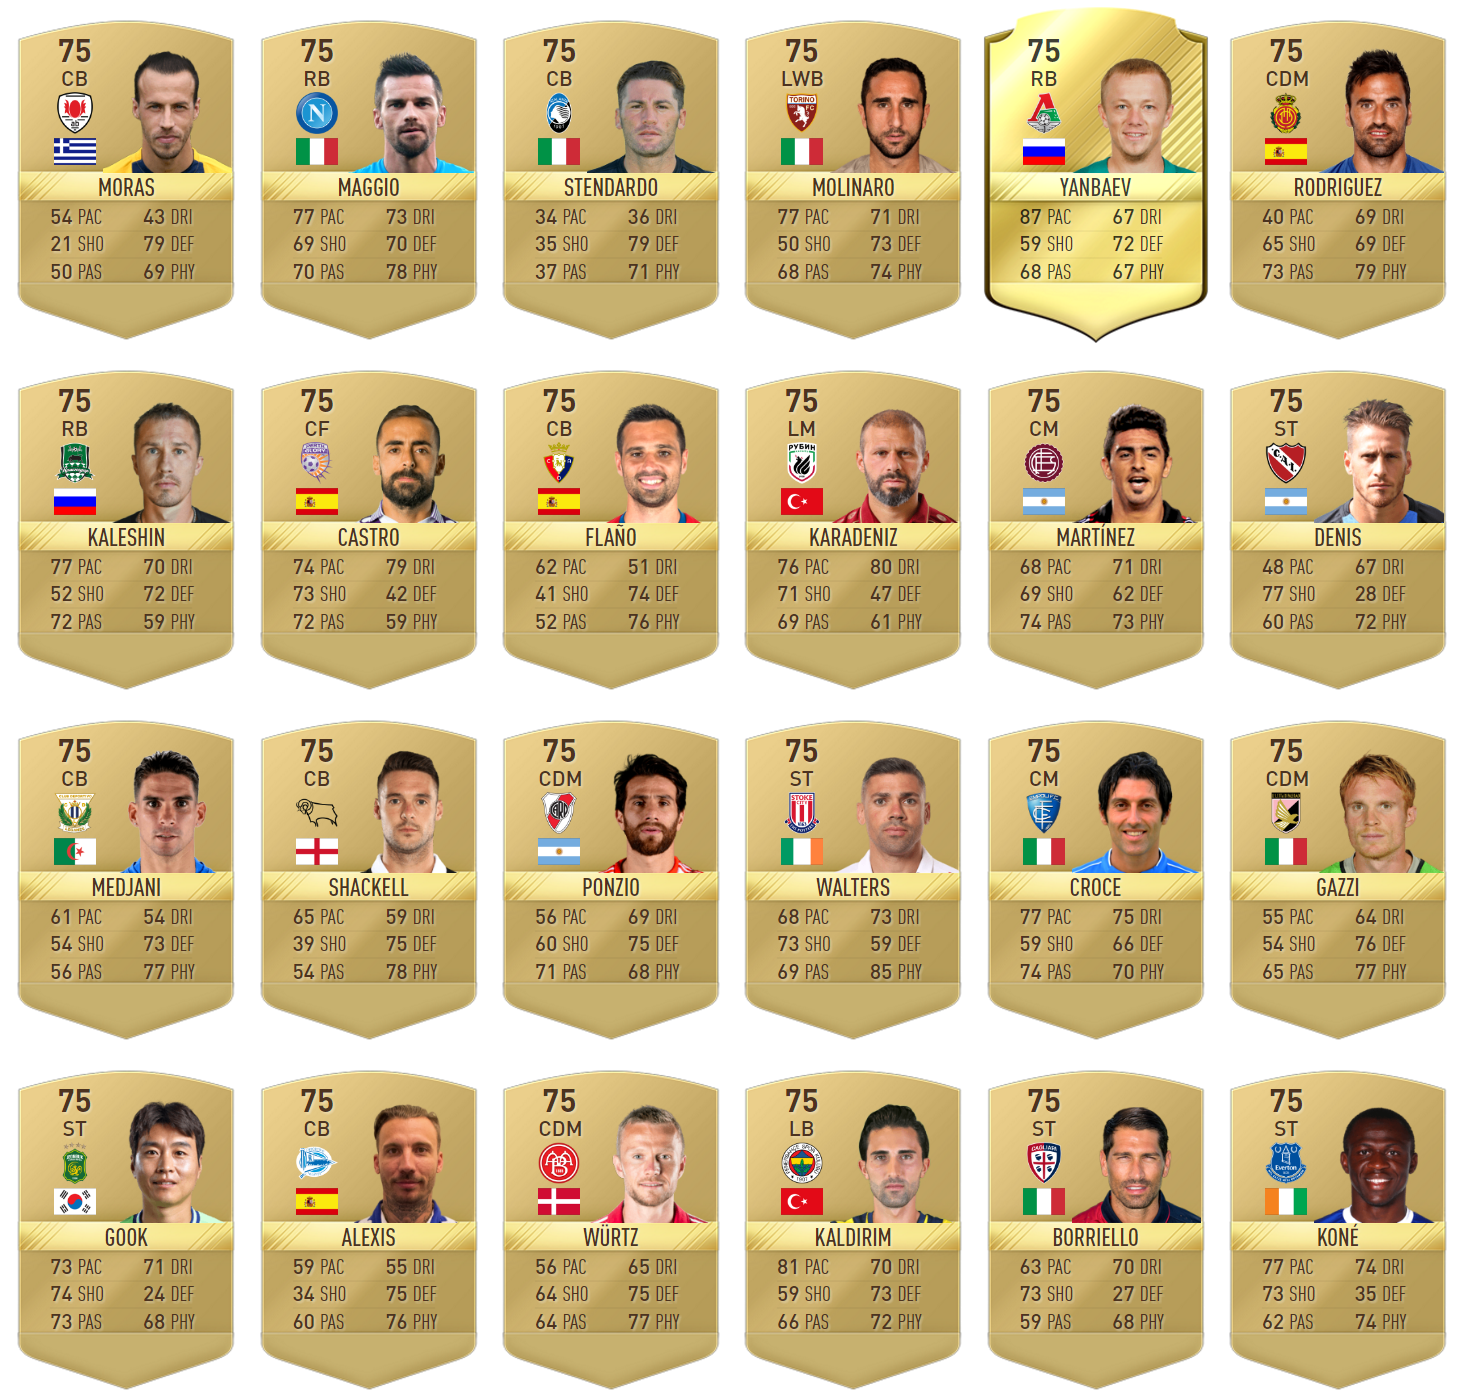 75
CB
MORAS
54 PAC 43 DRI
21 SHO 79 DEF
50 PAS 69 PHY
75
RB
N
MAGGIO
77 PAC 73 DRI
69 SHO 70 DEF
70 PAS 78 PHY
75
CB
1907
STENDARDO
34 PAC 36 DRI
35 SHO 79 DEF
37 PAS 71 PHY
75
LWB
TORINO
FC
MOLINARO
77 PAC 71 DRI
50 SHO 73 DEF
68 PAS 74 PHY
75
RB
YANBAEV
87 PAC 67 DRI
59 SHO 72 DEF
68 PAS 67 PHY
75
CDM
RODRIGUEZ
40 PAC 69 DRI
65 SHO 69 DEF
73 PAS 79 PHY
75
RB
KALESHIN
77 PAC 70 DRI
52 SHO 72 DEF
72 PAS 59 PHY
75
CF
PERTH
GLORY
CASTRO
74 PAC 79 DRI
73 SHO 42 DEF
72 PAS 59 PHY
75
CB
FLAÑO
62 PAC 51 DRI
41 SHO 74 DEF
52 PAS 76 PHY
75
LM
РУБИН
KARADENIZ
76 PAC 80 DRI
71 SHO 47 DEF
69 PAS 61 PHY
75
CM
MARTÍNEZ
68 PAC 71 DRI
69 SHO 62 DEF
74 PAS 73 PHY
75
ST
C.A.I.
DENIS
48 PAC 67 DRI
77 SHO 28 DEF
60 PAS 72 PHY
75
CB
MEDJANI
61 PAC 54 DRI
54 SHO 73 DEF
56 PAS 77 PHY
75
CB
SHACKELL
65 PAC 59 DRI
39 SHO 75 DEF
54 PAS 78 PHY
75
CDM
CARP
PONZIO
56 PAC 69 DRI
60 SHO 75 DEF
71 PAS 68 PHY
75
ST
STOKE
CITY
WALTERS
68 PAC 73 DRI
73 SHO 59 DEF
69 PAS 85 PHY
75
CM
EMPOLI FC
CROCE
77 PAC 75 DRI
59 SHO 66 DEF
74 PAS 70 PHY
75
CDM
GAZZI
55 PAC 64 DRI
54 SHO 76 DEF
65 PAS 77 PHY
75
ST
GOOK
73 PAC 71 DRI
74 SHO 24 DEF
73 PAS 68 PHY
75
CB
ALEXIS
59 PAC 55 DRI
34 SHO 75 DEF
60 PAS 76 PHY
75
CDM
WÜRTZ
56 PAC 65 DRI
64 SHO 75 DEF
64 PAS 77 PHY
75
LB
1907
KALDIRIM
81 PAC 70 DRI
59 SHO 73 DEF
66 PAS 72 PHY
75
ST
CAGLIARI
BORRIELLO
63 PAC 70 DRI
73 SHO 27 DEF
59 PAS 68 PHY
75
ST
Everton
KONÉ
77 PAC 74 DRI
73 SHO 35 DEF
62 PAS 74 PHY